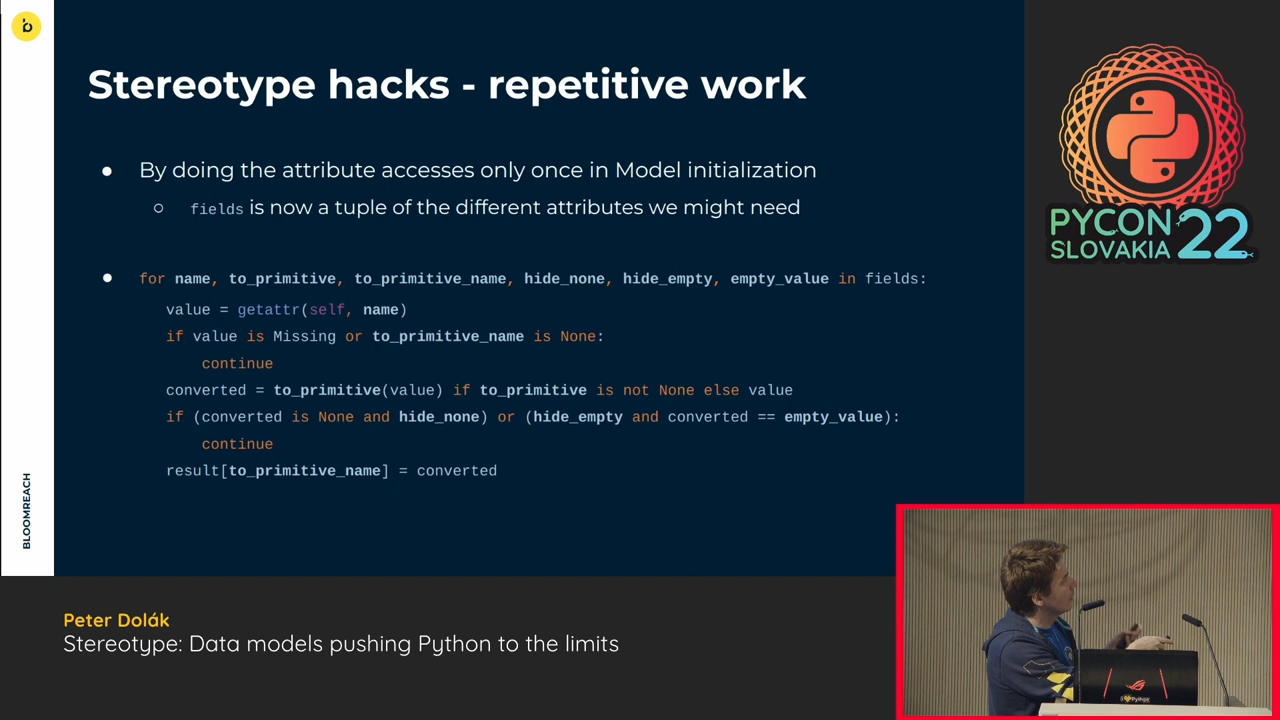 Stereotype hacks - repetitive work
● By doing the attribute accesses only once in Model initialization
○ fields is now a tuple of the different attributes we might need
● for name, to_primitive, to_primitive_name, hide_none, hide_empty, empty_value in fields:
value = getattr(self, name)
if value is Missing or to_primitive_name is None:
continue
converted = to_primitive(value) if to_primitive is not None else value
if (converted is None and hide_none) or (hide_empty and converted == empty_value):
continue
result[to_primitive_name] = converted
BLOOMREACH
PYCON
SLOVAKIA 22
Peter Dolák
Stereotype: Data models pushing Python to the limits